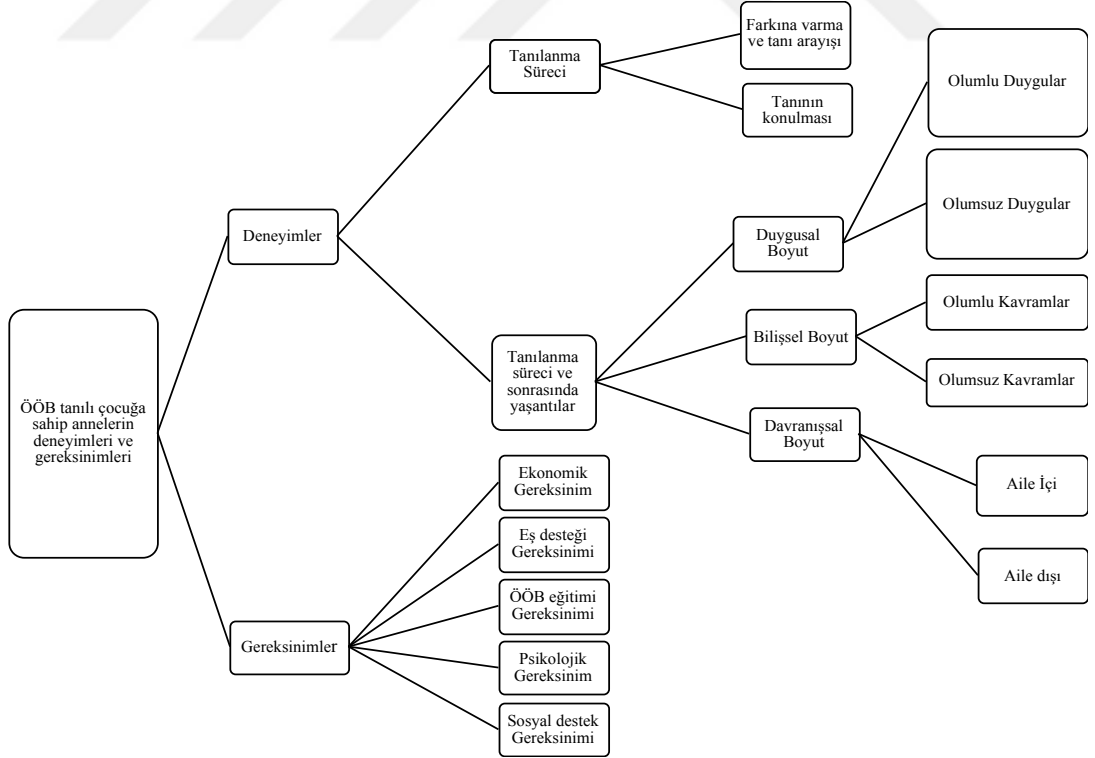 ÖÖB tanılı çocuğa
sahip annelerin
deneyimleri ve
gereksinimleri
Deneyimler
Tanılanma
Süreci
Farkına varma
ve tanı arayışı
Tanının
konulması
Tanılanma
süreci ve
sonrasında
yaşantılar
Duygusal
Boyut
Olumlu Duygular
Olumsuz Duygular
Bilişsel Boyut
Olumlu Kavramlar
Olumsuz Kavramlar
Davranışsal
Boyut
Aile İçi
Aile dışı
Gereksinimler
Ekonomik
Gereksinim
Eş desteği
Gereksinimi
ÖÖB eğitimi
Gereksinimi
Psikolojik
Gereksinim
Sosyal destek
Gereksinimi